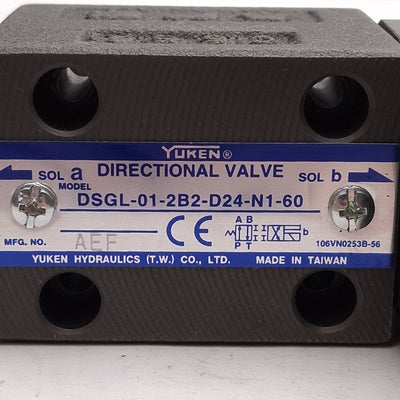 YUKEN®
SOL a DIRECTIONAL VALVE SOL b
MODEL
DSGL-01-2B2-D24-N1-60
MFG. NO. AEF CE A B P T b 106VN0253B-56
YUKEN HYDRAULICS (T.W.) CO., LTD. MADE IN TAIWAN